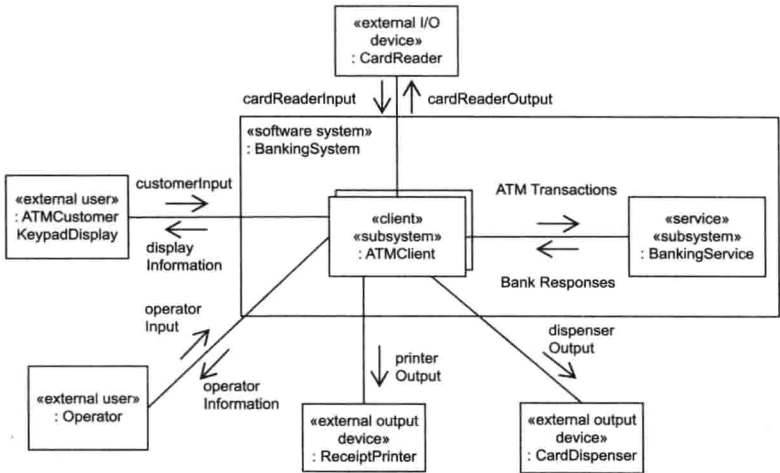 «external I/O
device»
: CardReader
cardReaderInput
cardReaderOutput
«software system»
: BankingSystem
customerInput
«external user»
: ATMCustomer
KeypadDisplay
display
Information
«client»
«subsystem»
: ATMClient
ATM Transactions
«service»
«subsystem»
: BankingService
Bank Responses
operator
Input
operator
Information
printer
Output
dispenser
Output
«external user»
: Operator
«external output
device»
: ReceiptPrinter
«external output
device»
: CardDispenser